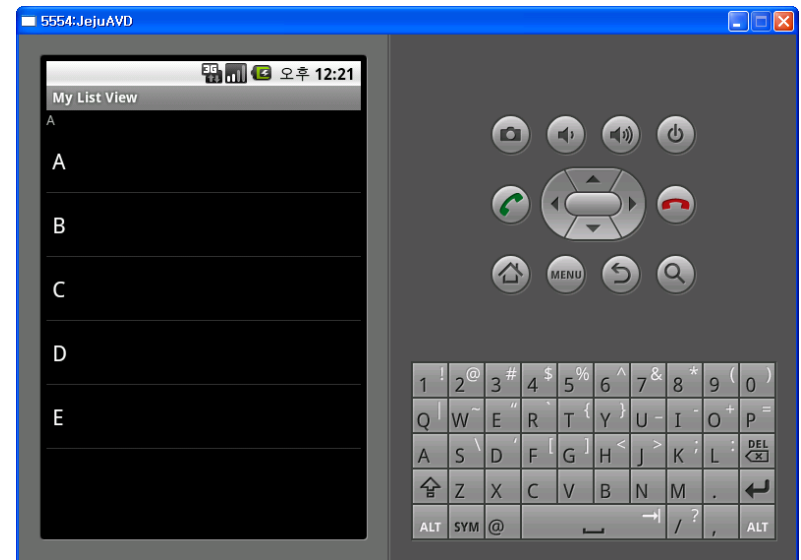 5554:JejuAVD
3G 오후 12:21
My List View
A
A
B
C
D
E
MENU
1 ! 2 @ 3 # 4 $ 5 % 6 ^ 7 & 8 * 9 ( 0 )
Q | W ~ E " R ` T { Y } U _ I - O + P =
A S \ D ' F [ G ] H < J > K ; L : DEL
Z X C V B N M .
ALT SYM @ / ? , ALT